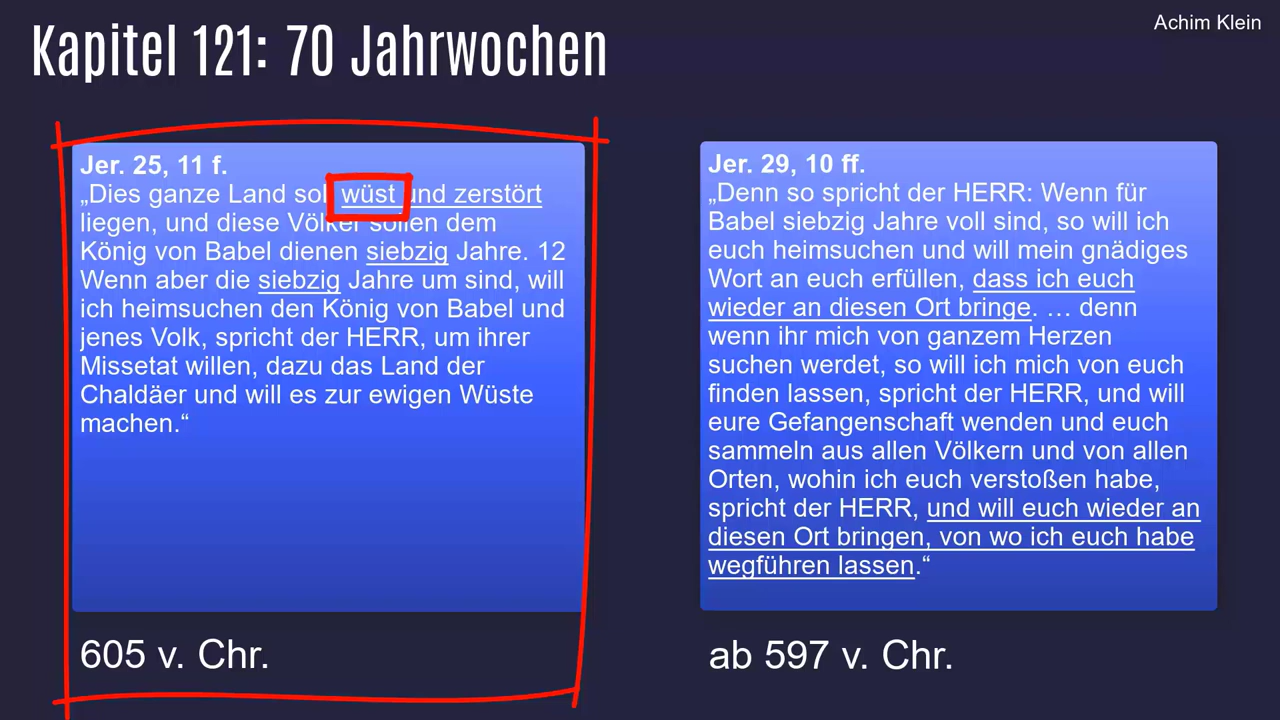 Kapitel 121: 70 Jahrwochen
Achim Klein
Jer. 25, 11 f.
„Dies ganze Land soll wüst und zerstört
liegen, und diese Völker sollen dem
König von Babel dienen siebzig Jahre. 12
Wenn aber die siebzig Jahre um sind, will
ich heimsuchen den König von Babel und
jenes Volk, spricht der HERR, um ihrer
Missetat willen, dazu das Land der
Chaldäer und will es zur ewigen Wüste
machen.“
605 v. Chr.
Jer. 29, 10 ff.
„Denn so spricht der HERR: Wenn für
Babel siebzig Jahre voll sind, so will ich
euch heimsuchen und will mein gnädiges
Wort an euch erfüllen, dass ich euch
wieder an diesen Ort bringe. … denn
wenn ihr mich von ganzem Herzen
suchen werdet, so will ich mich von euch
finden lassen, spricht der HERR, und will
eure Gefangenschaft wenden und euch
sammeln aus allen Völkern und von allen
Orten, wohin ich euch verstoßen habe,
spricht der HERR, und will euch wieder an
diesen Ort bringen, von wo ich euch habe
wegführen lassen.“
ab 597 v. Chr.